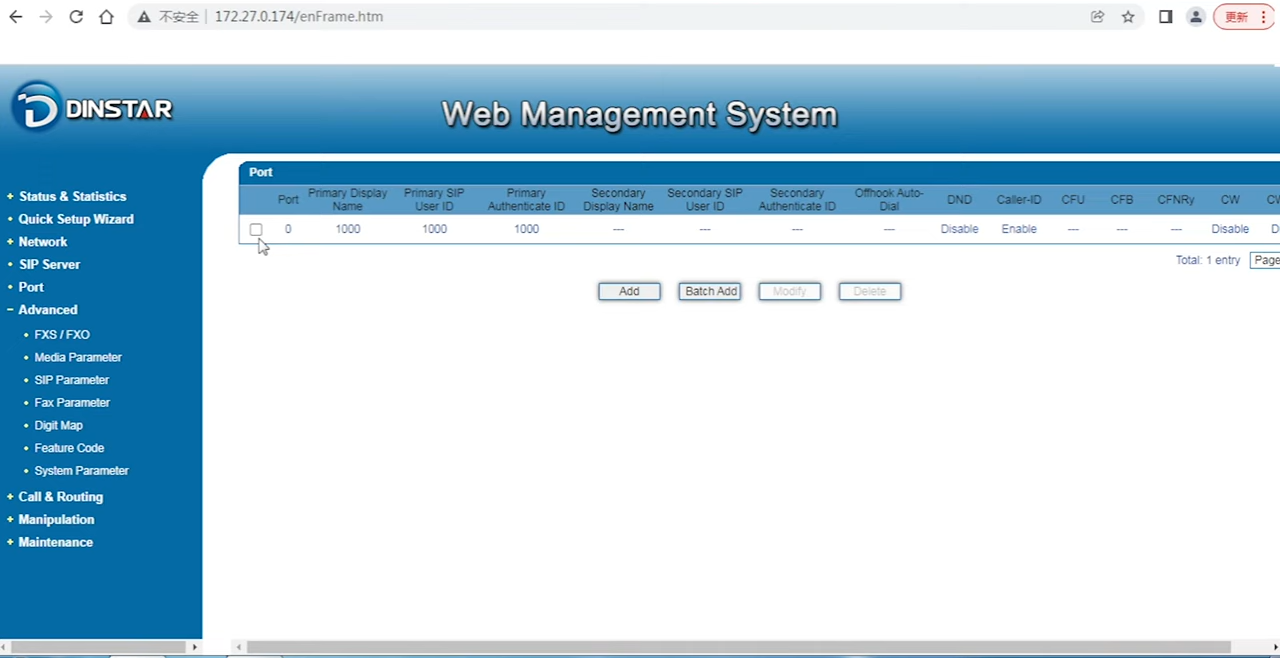 不安全 172.27.0.174/enFrame.htm 更新
DINSTAR
Web Management System
+ Status & Statistics
• Quick Setup Wizard
+ Network
• SIP Server
• Port
− Advanced
• FXS / FXO
• Media Parameter
• SIP Parameter
• Fax Parameter
• Digit Map
• Feature Code
• System Parameter
+ Call & Routing
+ Manipulation
+ Maintenance
Port
Port Primary Display Name Primary SIP User ID Primary Authenticate ID Secondary Display Name Secondary SIP User ID Secondary Authenticate ID Offhook Auto-Dial DND Caller-ID CFU CFB CFNRy CW
0 1000 1000 1000 --- --- --- --- Disable Enable --- --- --- Disable
Total: 1 entry Page
Add Batch Add Modify Delete